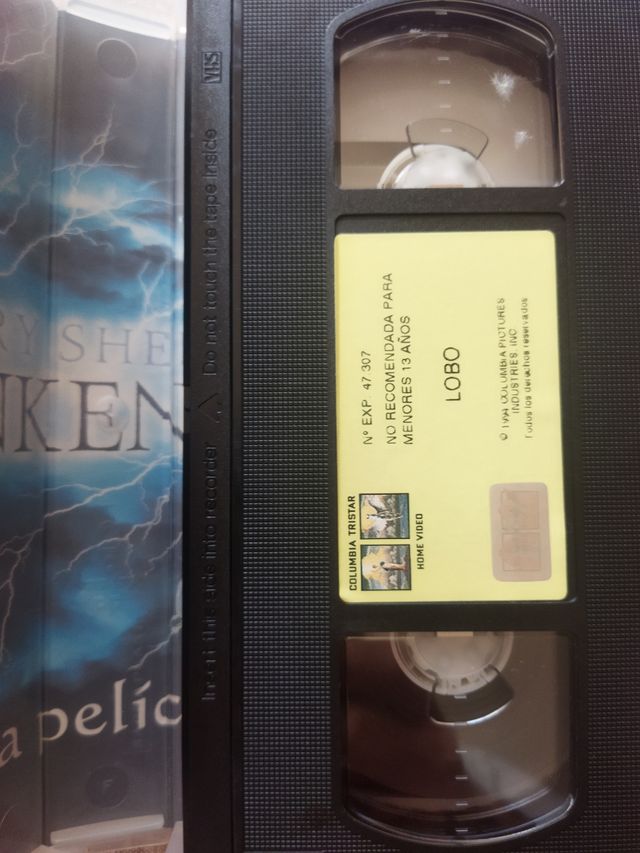 RY SHE
NKEN
a pelíc
VHS
Insert this side into recorder Do not touch the tape inside
Nº EXP. 47.307
NO RECOMENDADA PARA
MENORES 13 AÑOS
LOBO
© 1994 COLUMBIA PICTURES
INDUSTRIES, INC.
Todos los derechos reservados
COLUMBIA TRISTAR
HOME VIDEO